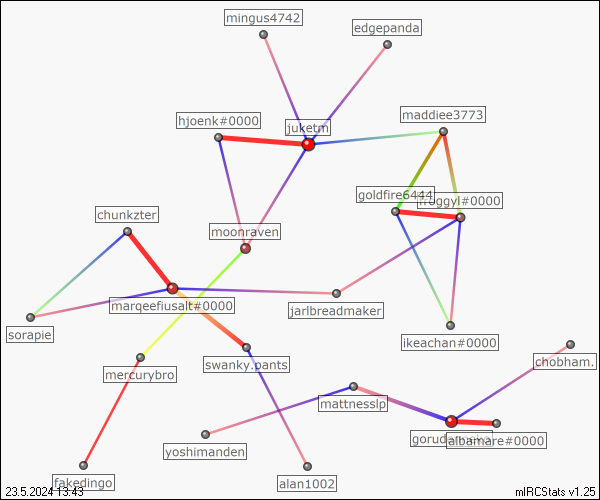 mingus4742
edgepanda
maddiee3773
hjoenk#0000
juketm
goldfire6444
froggyl#0000
chunkzter
moonraven
marqeefiusalt#0000
jarlbreadmaker
sorapie
ikeachan#0000
swanky.pants
chobham.
mercurybro
mattnesslp
albamare#0000
yoshimanden
fakedingo
alan1002
23.5.2024 13:43
mIRCStats v1.25